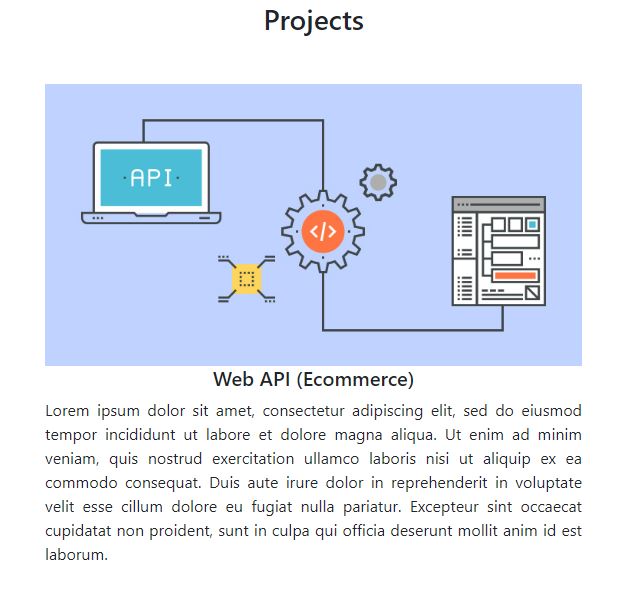 Projects
API
</>
Web API (Ecommerce)
Lorem ipsum dolor sit amet, consectetur adipiscing elit, sed do eiusmod
tempor incididunt ut labore et dolore magna aliqua. Ut enim ad minim
veniam, quis nostrud exercitation ullamco laboris nisi ut aliquip ex ea
commodo consequat. Duis aute irure dolor in reprehenderit in voluptate
velit esse cillum dolore eu fugiat nulla pariatur. Excepteur sint occaecat
cupidatat non proident, sunt in culpa qui officia deserunt mollit anim id est
laborum.